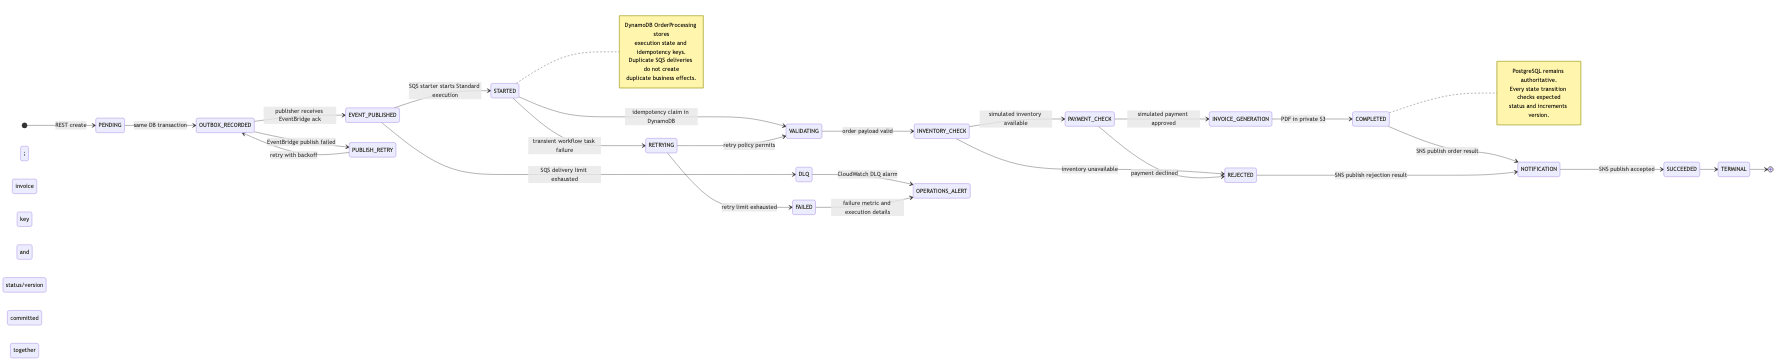 DynamoDB OrderProcessing
stores
execution state and
idempotency keys.
Duplicate SQS deliveries
do not create
duplicate business effects.
PostgreSQL remains
authoritative.
Every state transition
checks expected
status and increments
version.
SQS starter starts Standard
execution
STARTED
publisher receives
EventBridge ack
EVENT_PUBLISHED
idempotency claim in
DynamoDB
simulated inventory
available
PAYMENT_CHECK
simulated payment
approved
INVOICE_GENERATION
PDF in private S3
COMPLETED
REST create
PENDING
same DB transaction
OUTBOX_RECORDED
VALIDATING
order payload valid
INVENTORY_CHECK
EventBridge publish failed
PUBLISH_RETRY
retry with backoff
transient workflow task
failure
RETRYING
retry policy permits
SNS publish order result
;
inventory unavailable
payment declined
REJECTED
SNS publish rejection result
NOTIFICATION
SNS publish accepted
SUCCEEDED
TERMINAL
SQS delivery limit
exhausted
DLQ
CloudWatch DLQ alarm
OPERATIONS_ALERT
invoice
retry limit exhausted
FAILED
failure metric and
execution details
key
and
status/version
committed
together